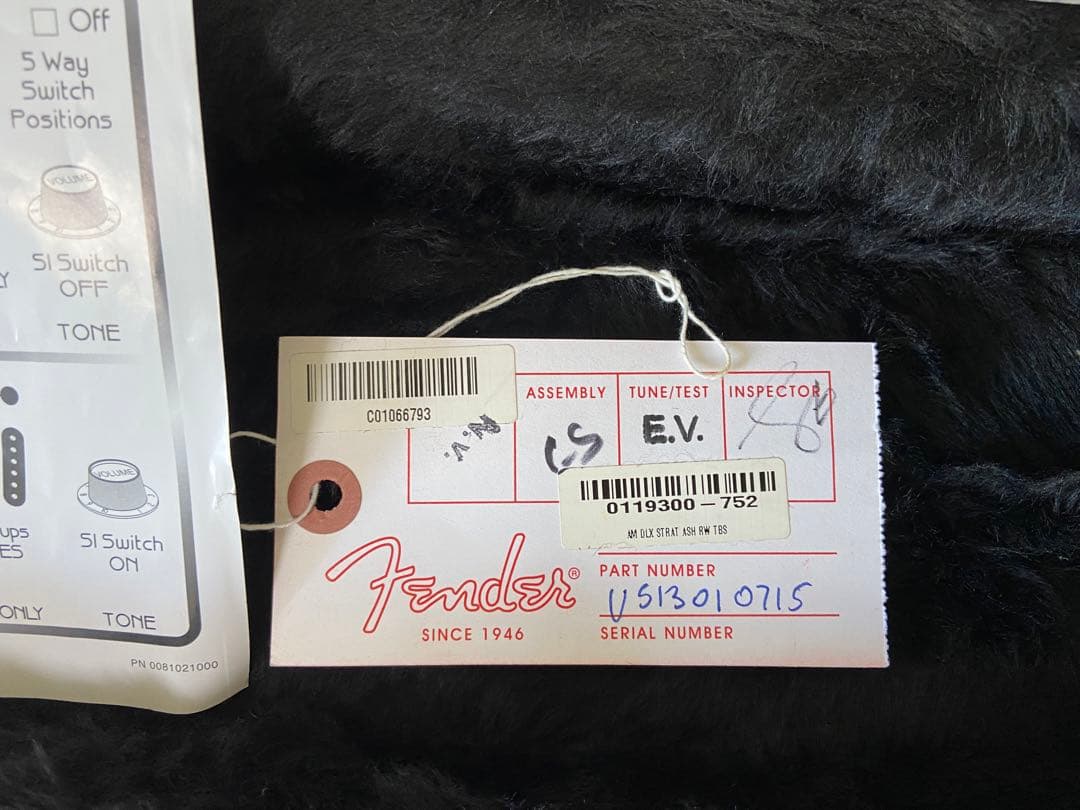 Off
5 Way
Switch
Positions
VOLUME
SI Switch
OFF
TONE
VOLUME
SI Switch
ON
ONLY
TONE
PN 0081021000
C01066793
N.V.
ASSEMBLY
CS
TUNE/TEST
E.V.
INSPECTOR
0119300-752
AM DLX STRAT ASH RW TBS
Fender®
SINCE 1946
PART NUMBER
US13010715
SERIAL NUMBER